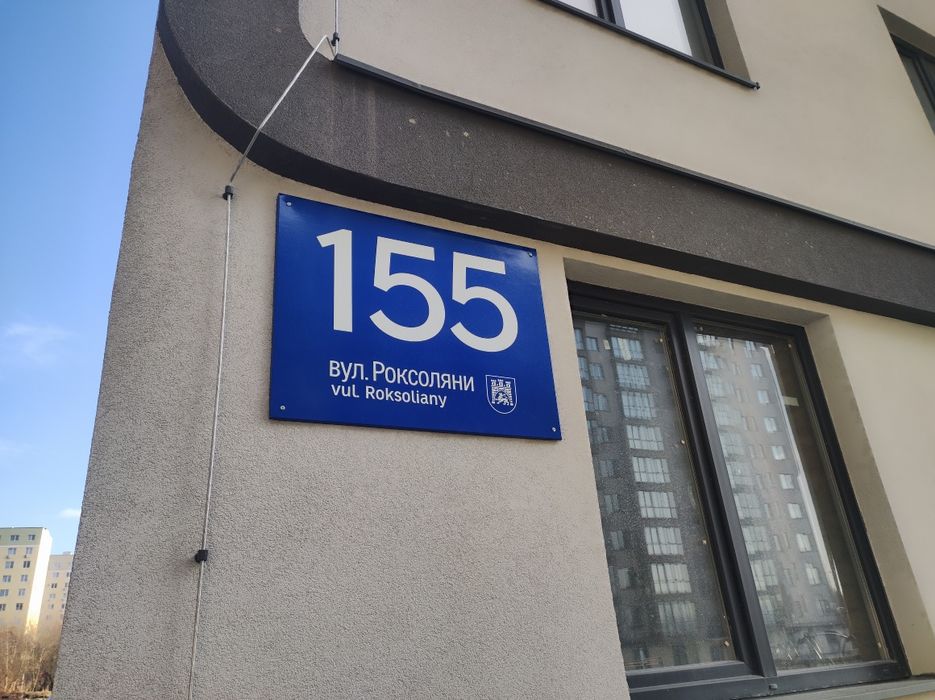 155
вул. Роксоляни
vul. Roksoliany